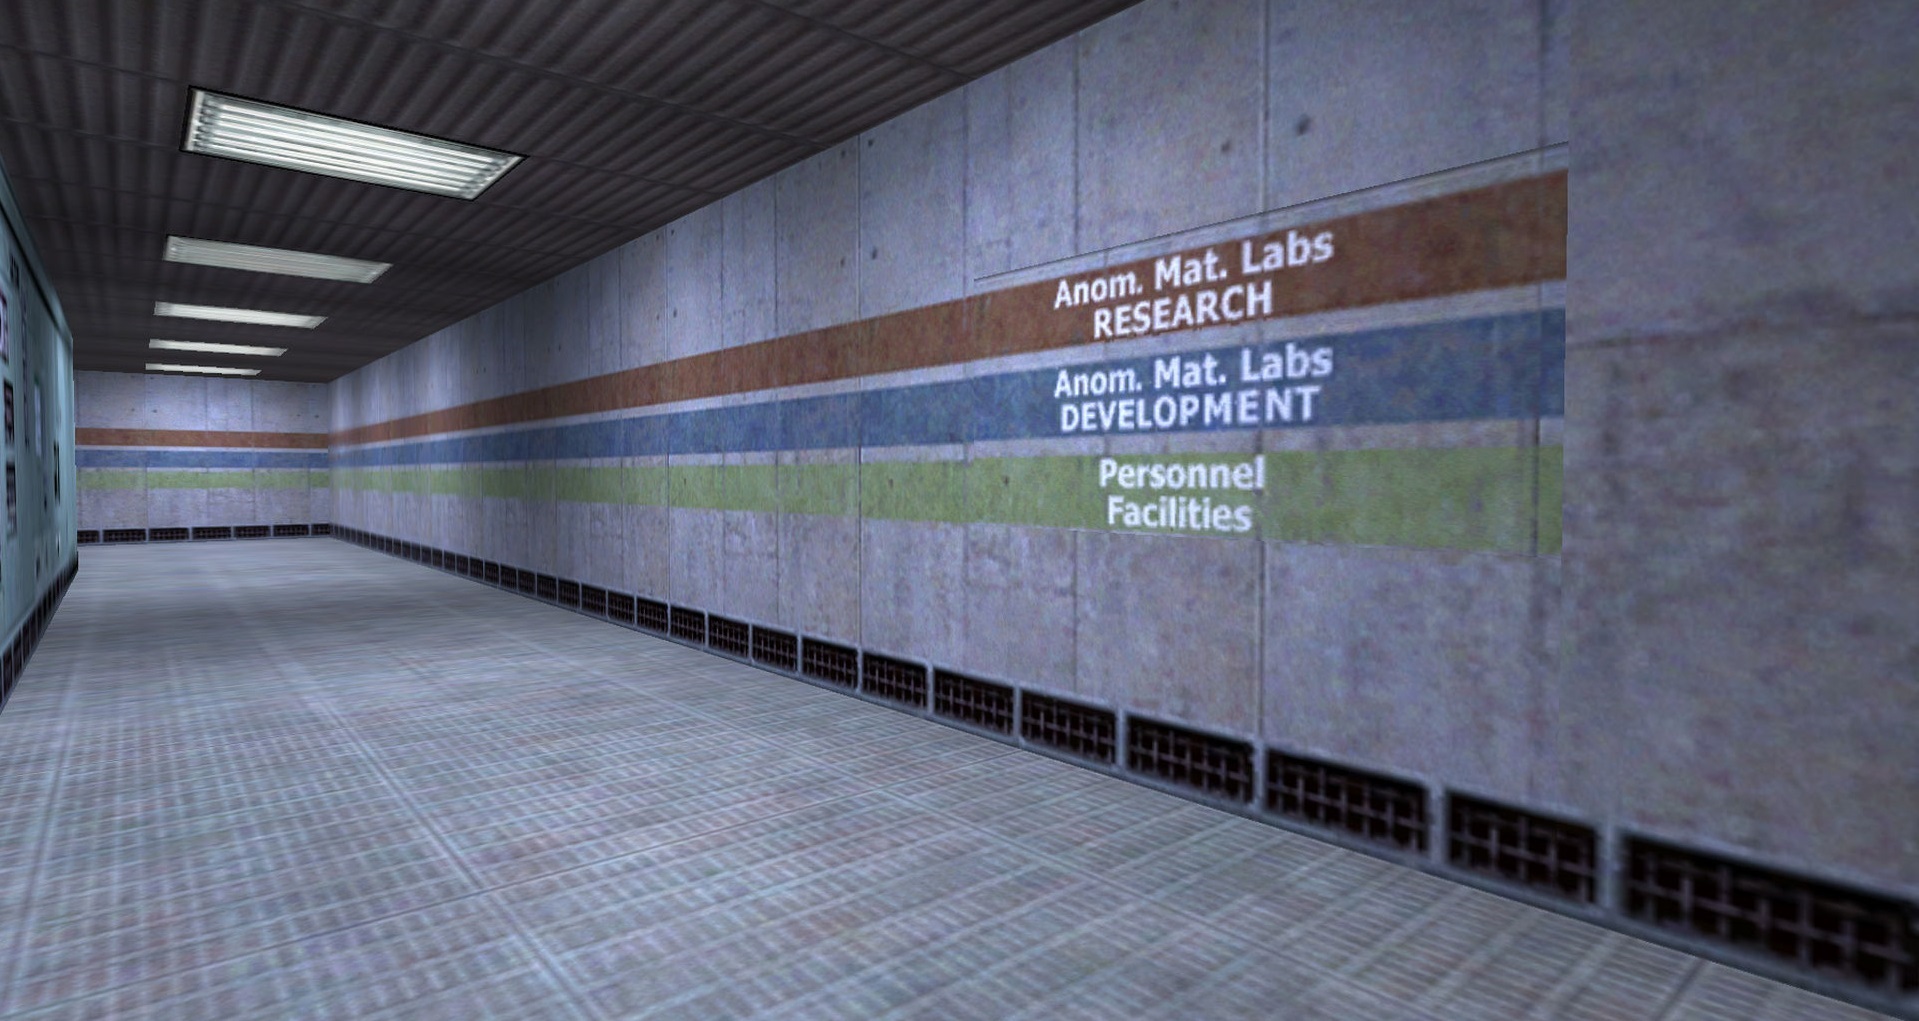 Anom. Mat. Labs
RESEARCH
Anom. Mat. Labs
DEVELOPMENT
Personnel
Facilities